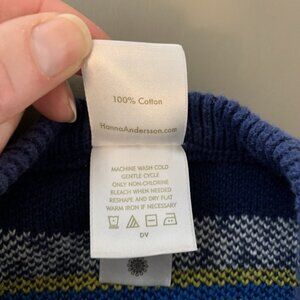 100% Cotton
HannaAndersson.com
MACHINE WASH COLD
GENTLE CYCLE
ONLY NON-CHLORINE
BLEACH WHEN NEEDED
RESHAPE AND DRY FLAT
WARM IRON IF NECESSARY
DV